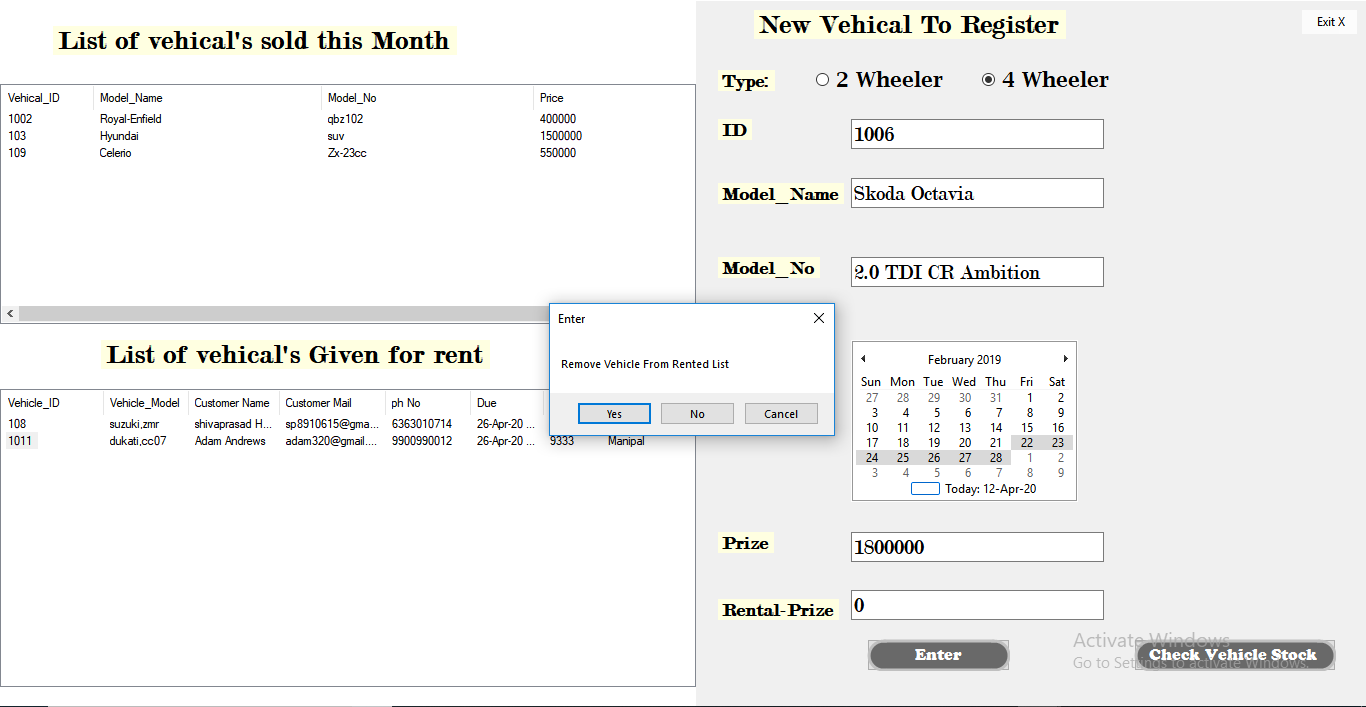 List of vehical's sold this Month
Vehical_ID Model_Name Model_No Price
1002 Royal-Enfield qbz102 400000
103 Hyundai suv 1500000
109 Celerio Zx-23cc 550000
List of vehical's Given for rent
Vehicle_ID Vehicle_Model Customer Name Customer Mail ph No Due
108 suzuki,zmr shivaprasad H... sp8910615@gma... 6363010714 26-Apr-20 ...
1011 dukati,cc07 Adam Andrews adam320@gmail.... 9900990012 26-Apr-20 ... 9333 Manipal
Enter
Remove Vehicle From Rented List
Yes No Cancel
New Vehical To Register
Exit X
Type: 2 Wheeler 4 Wheeler
ID 1006
Model_Name Skoda Octavia
Model_No 2.0 TDI CR Ambition
February 2019
Sun Mon Tue Wed Thu Fri Sat
27 28 29 30 31 1 2
3 4 5 6 7 8 9
10 11 12 13 14 15 16
17 18 19 20 21 22 23
24 25 26 27 28 1 2
3 4 5 6 7 8 9
Today: 12-Apr-20
Prize 1800000
Rental-Prize 0
Enter Check Vehicle Stock
Activate Windows
Go to Settings to activate Windows.